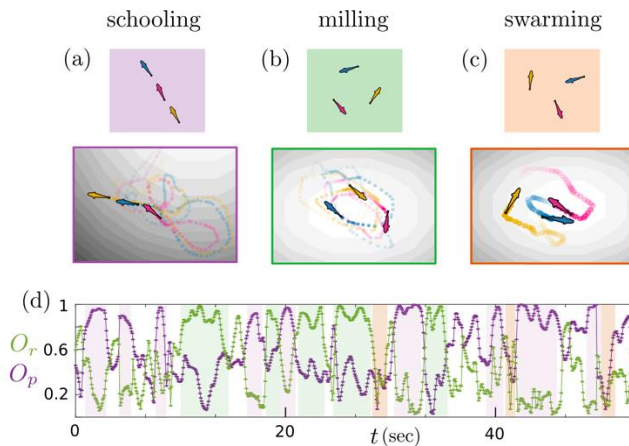 schooling milling swarming
(a) (b) (c)
(d)
1
O_r 0.6
O_p 0.2
0 20 40
t (sec)